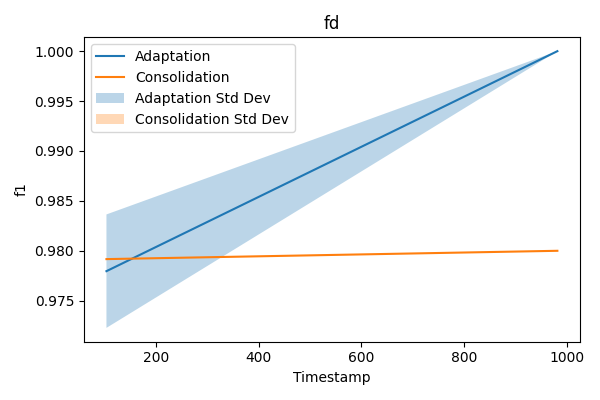 fd
Adaptation
Consolidation
Adaptation Std Dev
Consolidation Std Dev
f1
1.000
0.995
0.990
0.985
0.980
0.975
200 400 600 800 1000
Timestamp